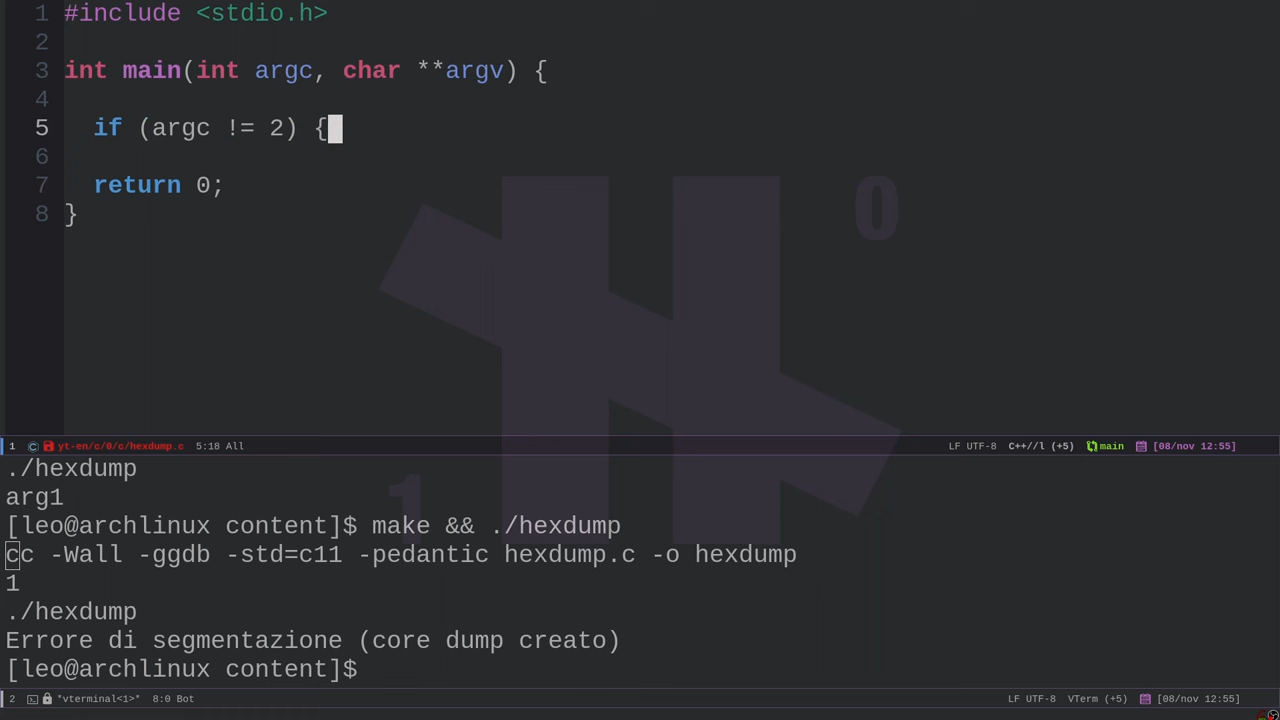 1 #include <stdio.h>
2
3 int main(int argc, char **argv) {
4
5   if (argc != 2) {
6
7   return 0;
8 }
0
1
1 yt-en/c/0/c/hexdump.c 5:18 All LF UTF-8 C++//l (+5) main [08/nov 12:55]
./hexdump
arg1
[leo@archlinux content]$ make && ./hexdump
cc -Wall -ggdb -std=c11 -pedantic hexdump.c -o hexdump
1
./hexdump
Errore di segmentazione (core dump creato)
[leo@archlinux content]$
2 *vterminal<1>* 8:0 Bot LF UTF-8 VTerm (+5) [08/nov 12:55]